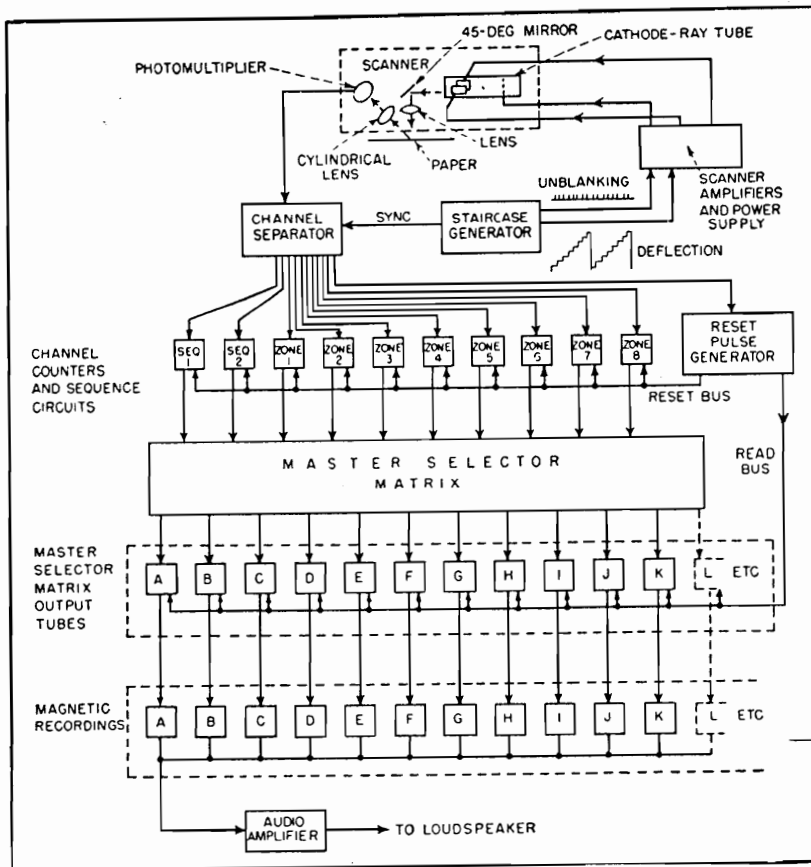 45-DEG MIRROR
CATHODE-RAY TUBE
PHOTOMULTIPLIER
SCANNER
CYLINDRICAL
LENS
PAPER
LENS
SCANNER
AMPLIFIERS
AND POWER
SUPPLY
UNBLANKING
CHANNEL
SEPARATOR
SYNC
STAIRCASE
GENERATOR
DEFLECTION
CHANNEL
COUNTERS
AND SEQUENCE
CIRCUITS
SEQ
1
SEQ
2
ZONE
1
ZONE
2
ZONE
3
ZONE
4
ZONE
5
ZONE
6
ZONE
7
ZONE
8
RESET
PULSE
GENERATOR
RESET BUS
READ
BUS
MASTER SELECTOR
MATRIX
MASTER
SELECTOR
MATRIX
OUTPUT
TUBES
A B C D E F G H I J K L ETC
MAGNETIC
RECORDINGS
A B C D E F G H I J K L ETC
AUDIO
AMPLIFIER
TO LOUDSPEAKER